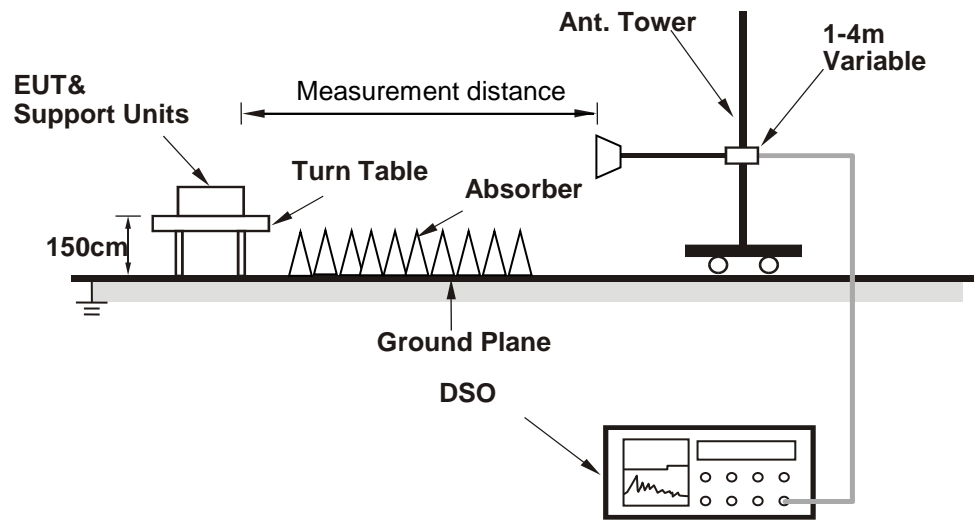 Ant. Tower
1-4m
Variable
EUT&
Support Units
Measurement distance
Turn Table
Absorber
150cm
Ground Plane
DSO